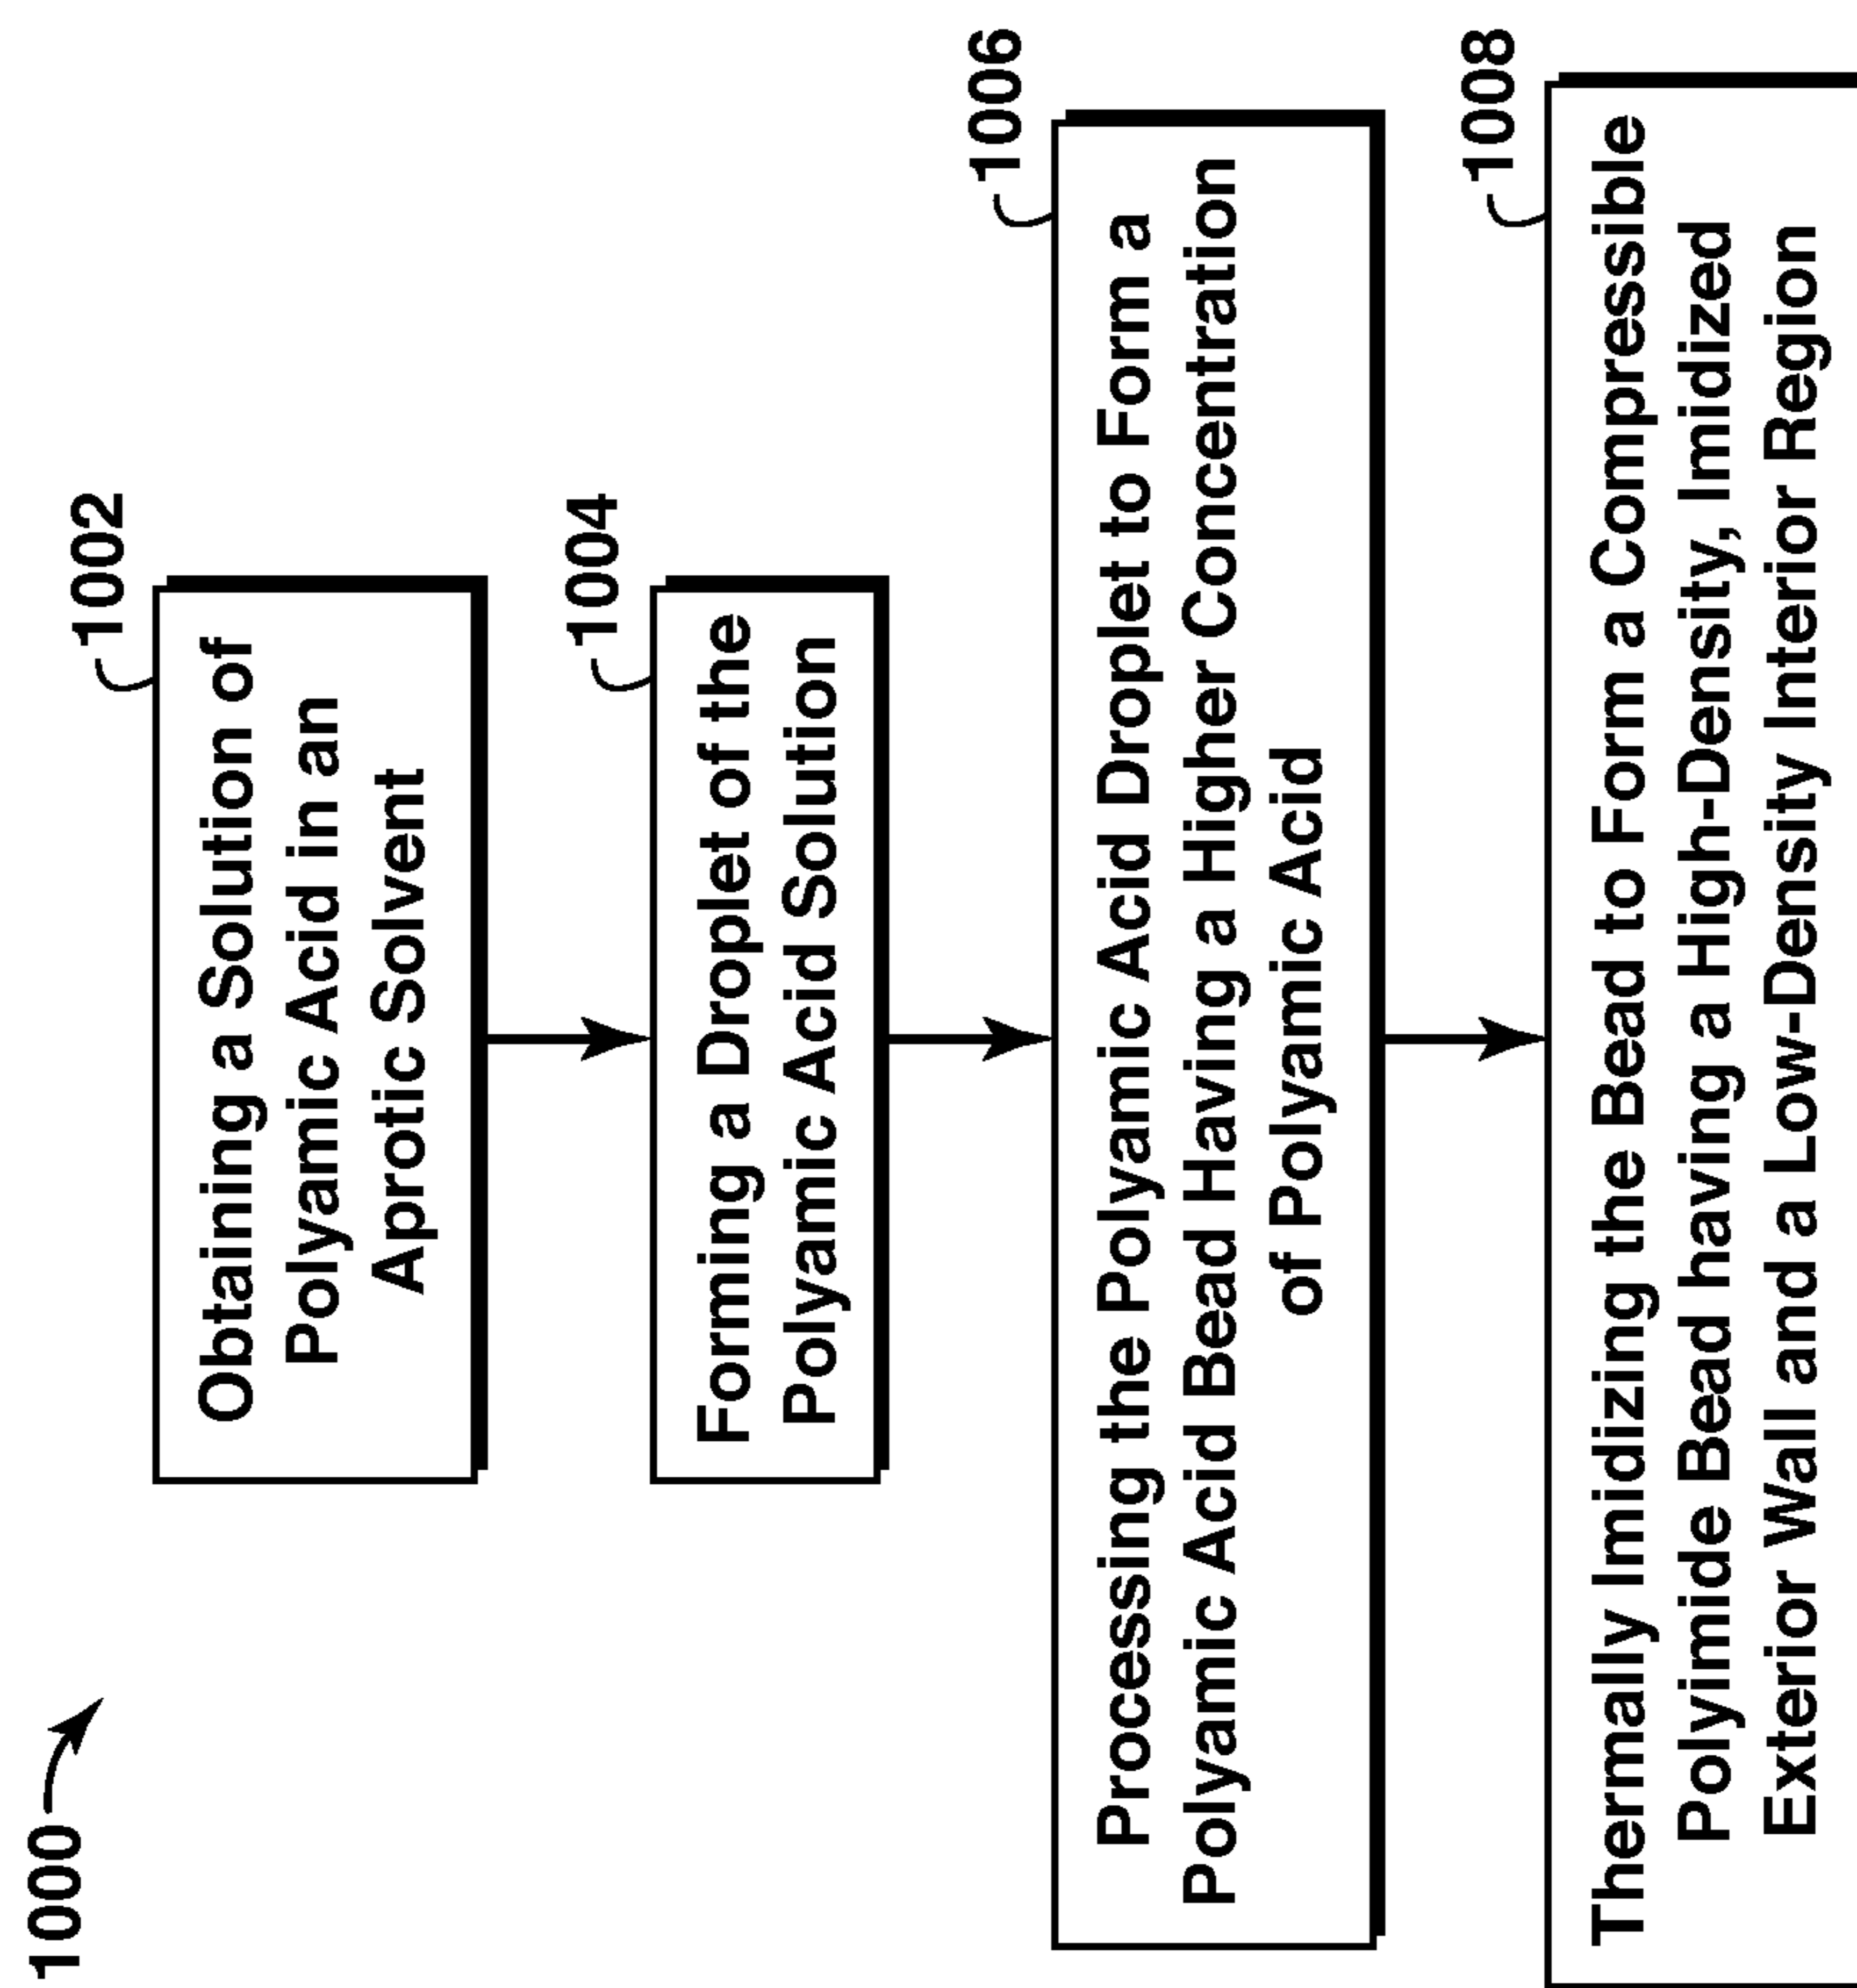 1000
1002
Obtaining a Solution of
Polyamic Acid in an
Aprotic Solvent
1004
Forming a Droplet of the
Polyamic Acid Solution
1006
Processing the Polyamic Acid Droplet to Form a
Polyamic Acid Bead Having a Higher Concentration
of Polyamic Acid
1008
Thermally Imidizing the Bead to Form a Compressible
Polyimide Bead having a High-Density, Imidized
Exterior Wall and a Low-Density Interior Region